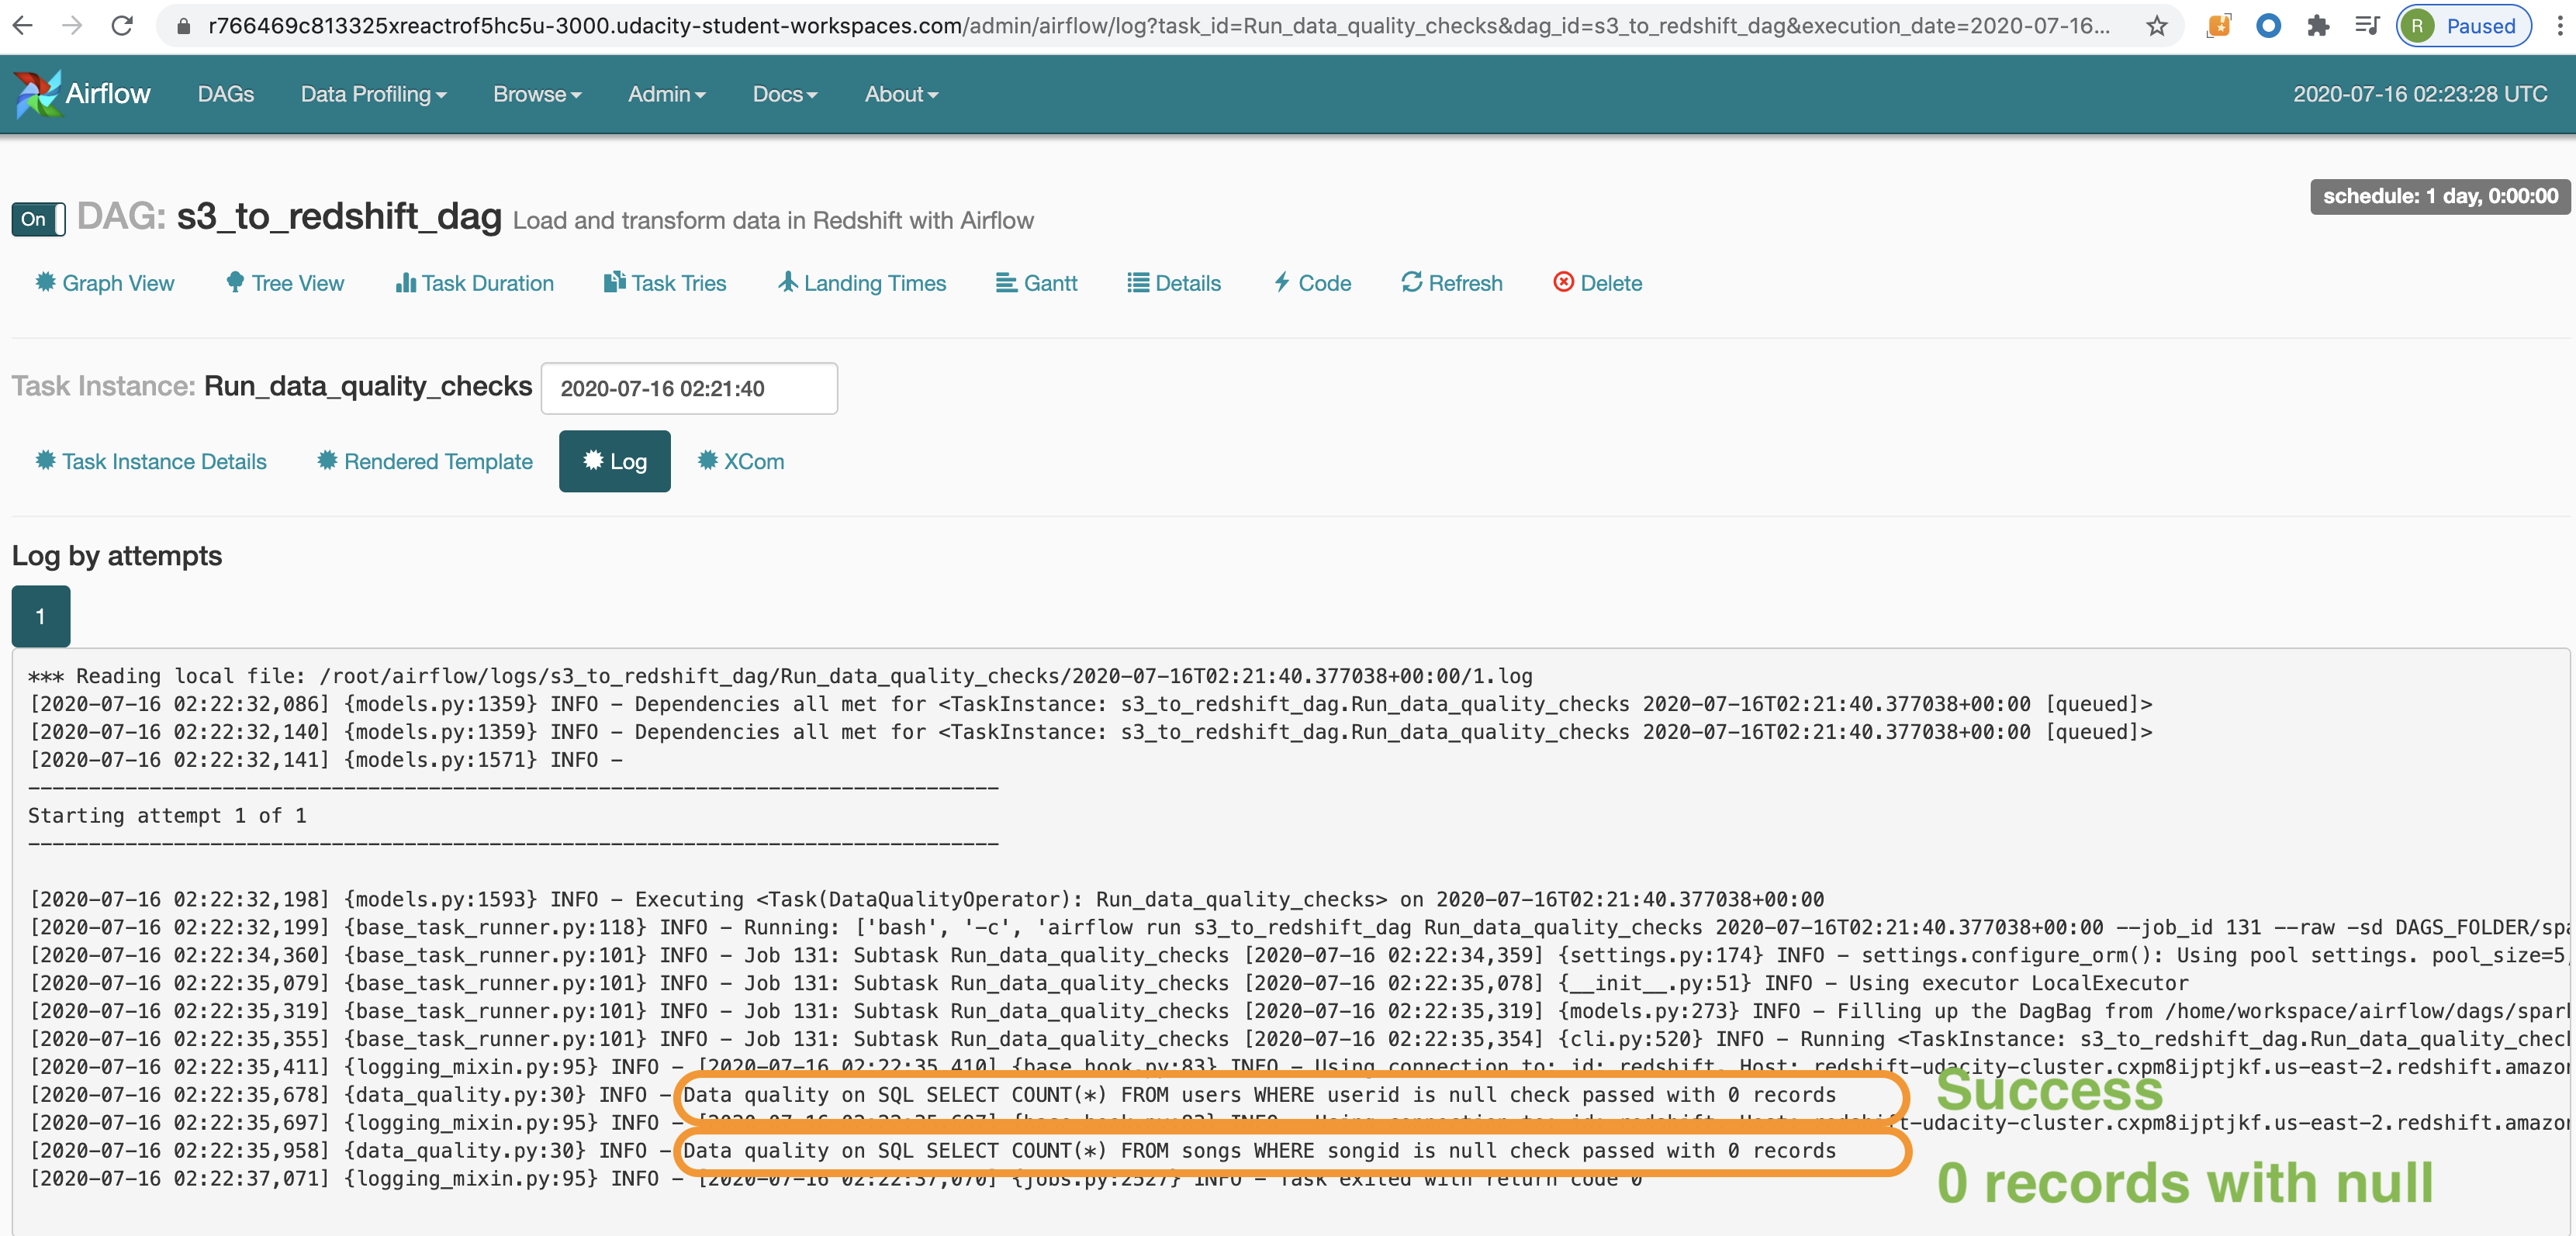 r766469c813325xreactrof5hc5u-3000.udacity-student-workspaces.com/admin/airflow/log?task_id=Run_data_quality_checks&dag_id=s3_to_redshift_dag&execution_date=2020-07-16...
R Paused
Airflow DAGs Data Profiling Browse Admin Docs About 2020-07-16 02:23:28 UTC
schedule: 1 day, 0:00:00
On DAG: s3_to_redshift_dag Load and transform data in Redshift with Airflow
Graph View Tree View Task Duration Task Tries Landing Times Gantt Details Code Refresh Delete
Task Instance: Run_data_quality_checks 2020-07-16 02:21:40
Task Instance Details Rendered Template Log XCom
Log by attempts
1
*** Reading local file: /root/airflow/logs/s3_to_redshift_dag/Run_data_quality_checks/2020-07-16T02:21:40.377038+00:00/1.log
[2020-07-16 02:22:32,086] {models.py:1359} INFO - Dependencies all met for <TaskInstance: s3_to_redshift_dag.Run_data_quality_checks 2020-07-16T02:21:40.377038+00:00 [queued]>
[2020-07-16 02:22:32,140] {models.py:1359} INFO - Dependencies all met for <TaskInstance: s3_to_redshift_dag.Run_data_quality_checks 2020-07-16T02:21:40.377038+00:00 [queued]>
[2020-07-16 02:22:32,141] {models.py:1571} INFO -
--------------------------------------------------------------------------------
Starting attempt 1 of 1
--------------------------------------------------------------------------------
[2020-07-16 02:22:32,198] {models.py:1593} INFO - Executing <Task(DataQualityOperator): Run_data_quality_checks> on 2020-07-16T02:21:40.377038+00:00
[2020-07-16 02:22:32,199] {base_task_runner.py:118} INFO - Running: ['bash', '-c', 'airflow run s3_to_redshift_dag Run_data_quality_checks 2020-07-16T02:21:40.377038+00:00 --job_id 131 --raw -sd DAGS_FOLDER/spa
[2020-07-16 02:22:34,360] {base_task_runner.py:101} INFO - Job 131: Subtask Run_data_quality_checks [2020-07-16 02:22:34,359] {settings.py:174} INFO - settings.configure_orm(): Using pool settings. pool_size=5,
[2020-07-16 02:22:35,079] {base_task_runner.py:101} INFO - Job 131: Subtask Run_data_quality_checks [2020-07-16 02:22:35,078] {__init__.py:51} INFO - Using executor LocalExecutor
[2020-07-16 02:22:35,319] {base_task_runner.py:101} INFO - Job 131: Subtask Run_data_quality_checks [2020-07-16 02:22:35,319] {models.py:273} INFO - Filling up the DagBag from /home/workspace/airflow/dags/spark
[2020-07-16 02:22:35,355] {base_task_runner.py:101} INFO - Job 131: Subtask Run_data_quality_checks [2020-07-16 02:22:35,354] {cli.py:520} INFO - Running <TaskInstance: s3_to_redshift_dag.Run_data_quality_check
[2020-07-16 02:22:35,411] {logging_mixin.py:95} INFO - [2020-07-16 02:22:35,410] {base_hook.py:83} INFO - Using connection to: id: redshift. Host: redshift-udacity-cluster.cxpm8ijptjkf.us-east-2.redshift.amazon
[2020-07-16 02:22:35,678] {data_quality.py:30} INFO - Data quality on SQL SELECT COUNT(*) FROM users WHERE userid is null check passed with 0 records
Success
[2020-07-16 02:22:35,697] {logging_mixin.py:95} INFO - [2020-07-16 02:22:35,697] {base_hook.py:83} INFO - Using connection to: id: redshift. Host: redshift-udacity-cluster.cxpm8ijptjkf.us-east-2.redshift.amazon
[2020-07-16 02:22:35,958] {data_quality.py:30} INFO - Data quality on SQL SELECT COUNT(*) FROM songs WHERE songid is null check passed with 0 records
[2020-07-16 02:22:37,071] {logging_mixin.py:95} INFO - [2020-07-16 02:22:37,070] {jobs.py:2527} INFO - Task exited with return code 0
0 records with null